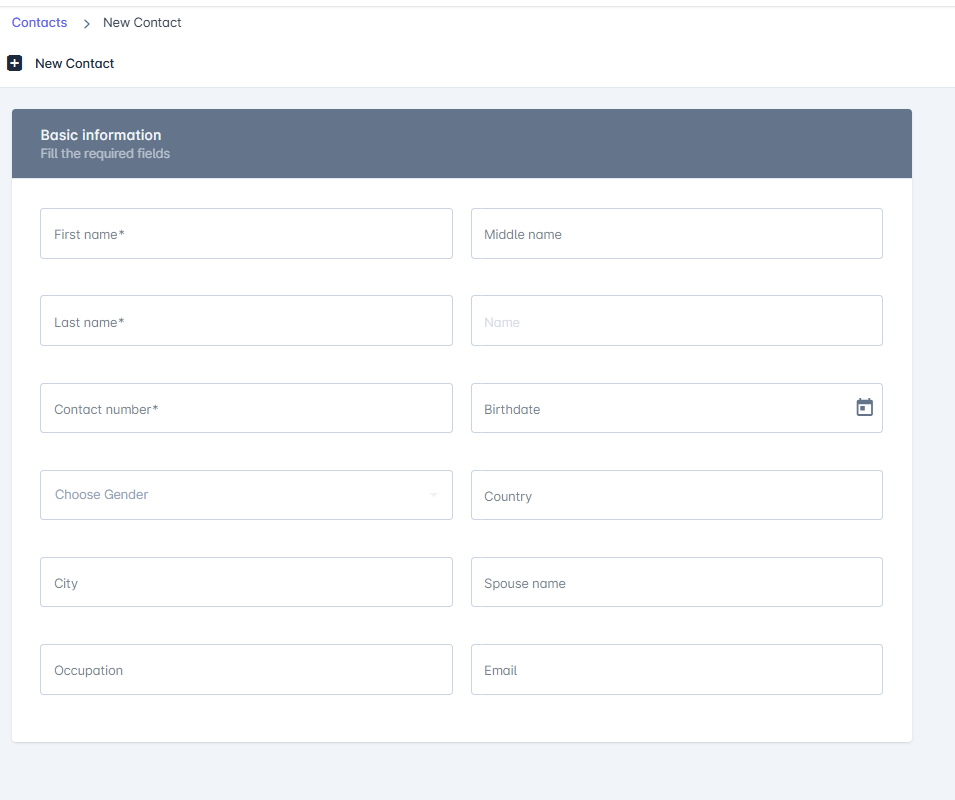 Contacts > New Contact
New Contact
Basic information
Fill the required fields
First name*
Middle name
Last name*
Name
Contact number*
Birthdate
Choose Gender
Country
City
Spouse name
Occupation
Email